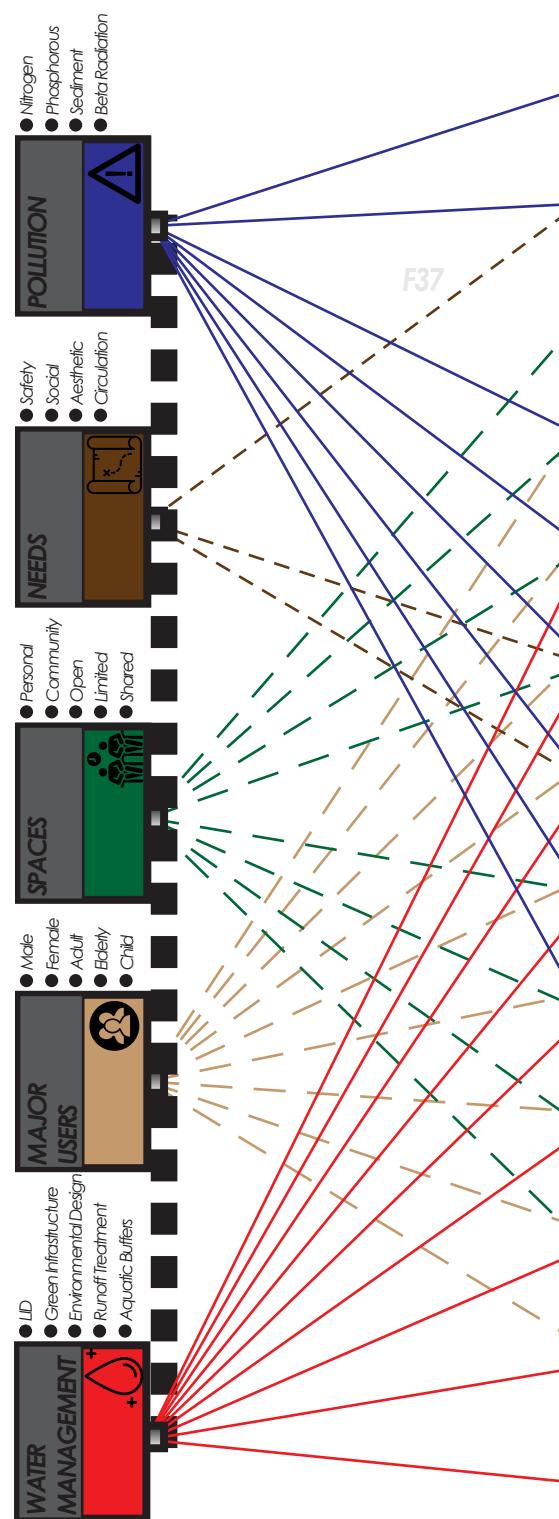 WATER
MANAGEMENT
LID
Green Infrastructure
Environmental Design
Runoff Treatment
Aquatic Buffers
MAJOR
USERS
Male
Female
Adult
Elderly
Child
SPACES
Personal
Community
Open
Limited
Shared
NEEDS
Safety
Social
Aesthetic
Circulation
POLLUTION
Nitrogen
Phosphorous
Sediment
Beta Radiation
F37